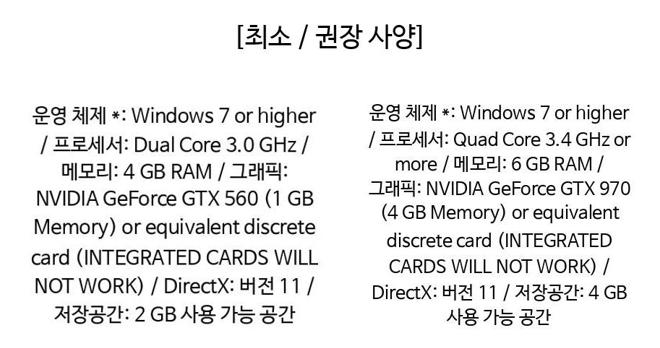 [최소 / 권장 사양]
운영 체제 *: Windows 7 or higher
/ 프로세서: Dual Core 3.0 GHz /
메모리: 4 GB RAM / 그래픽:
NVIDIA GeForce GTX 560 (1 GB
Memory) or equivalent discrete
card (INTEGRATED CARDS WILL
NOT WORK) / DirectX: 버전 11 /
저장공간: 2 GB 사용 가능 공간
운영 체제 *: Windows 7 or higher
/ 프로세서: Quad Core 3.4 GHz or
more / 메모리: 6 GB RAM /
그래픽: NVIDIA GeForce GTX 970
(4 GB Memory) or equivalent
discrete card (INTEGRATED
CARDS WILL NOT WORK) /
DirectX: 버전 11 / 저장공간: 4 GB
사용 가능 공간